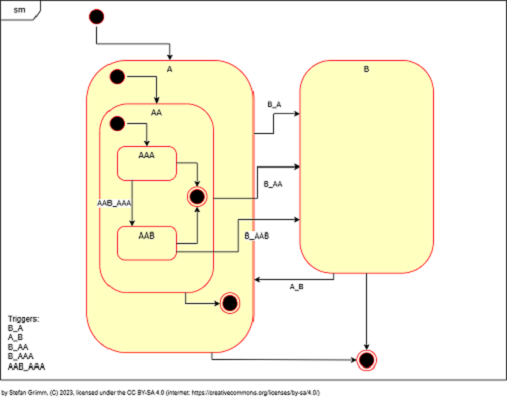 sm
A
B
AA
B_A
AAA
B_AA
AAB_AAA
AAB
B_AAB
A_B
Triggers:
B_A
A_B
B_AA
B_AAA
AAB_AAA
by Stefan Grimm, (C) 2023, licensed under the CC BY-SA 4.0 (internet: https://creativecommons.org/licenses/by-sa/4.0/)